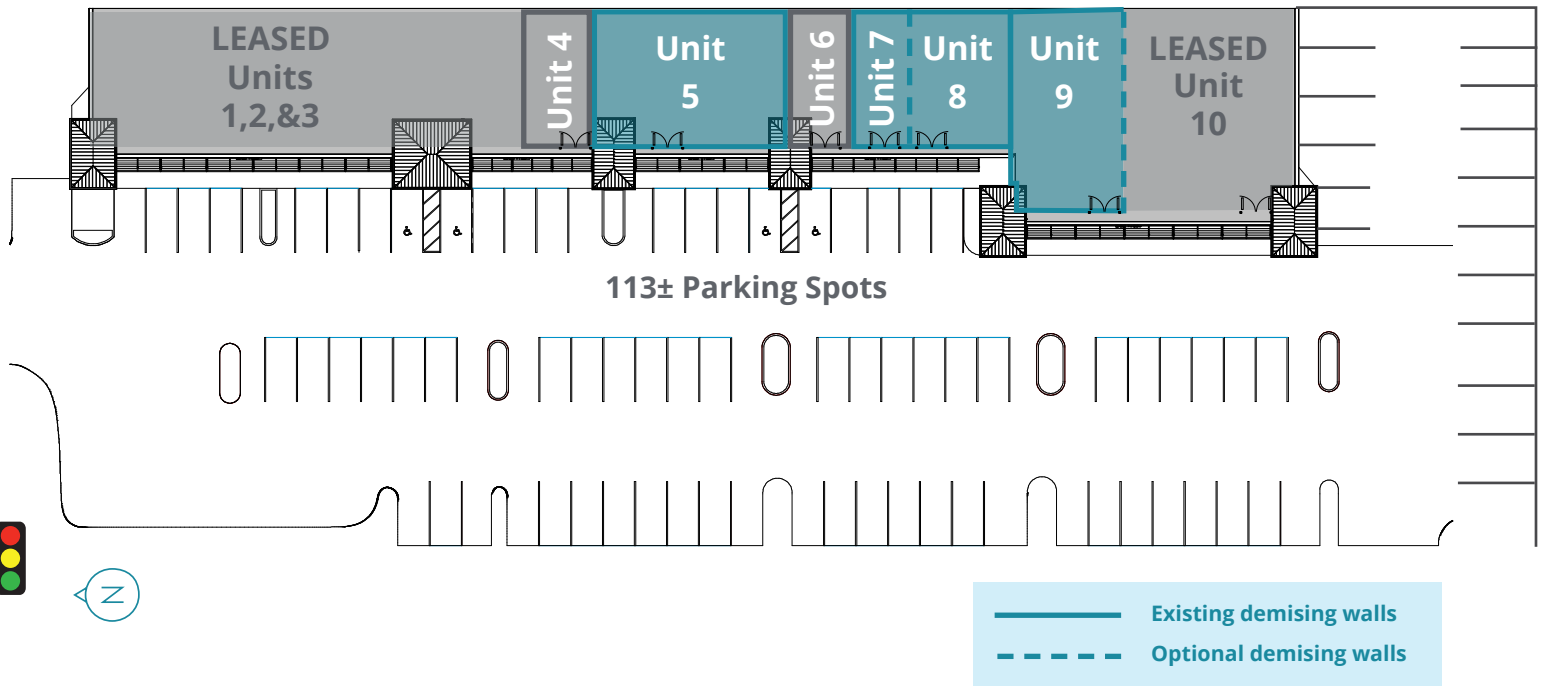 LEASED
Units
1,2,&3
Unit 4
Unit
5
Unit 6
Unit 7
Unit
8
Unit
9
LEASED
Unit
10
113± Parking Spots
N
Existing demising walls
Optional demising walls